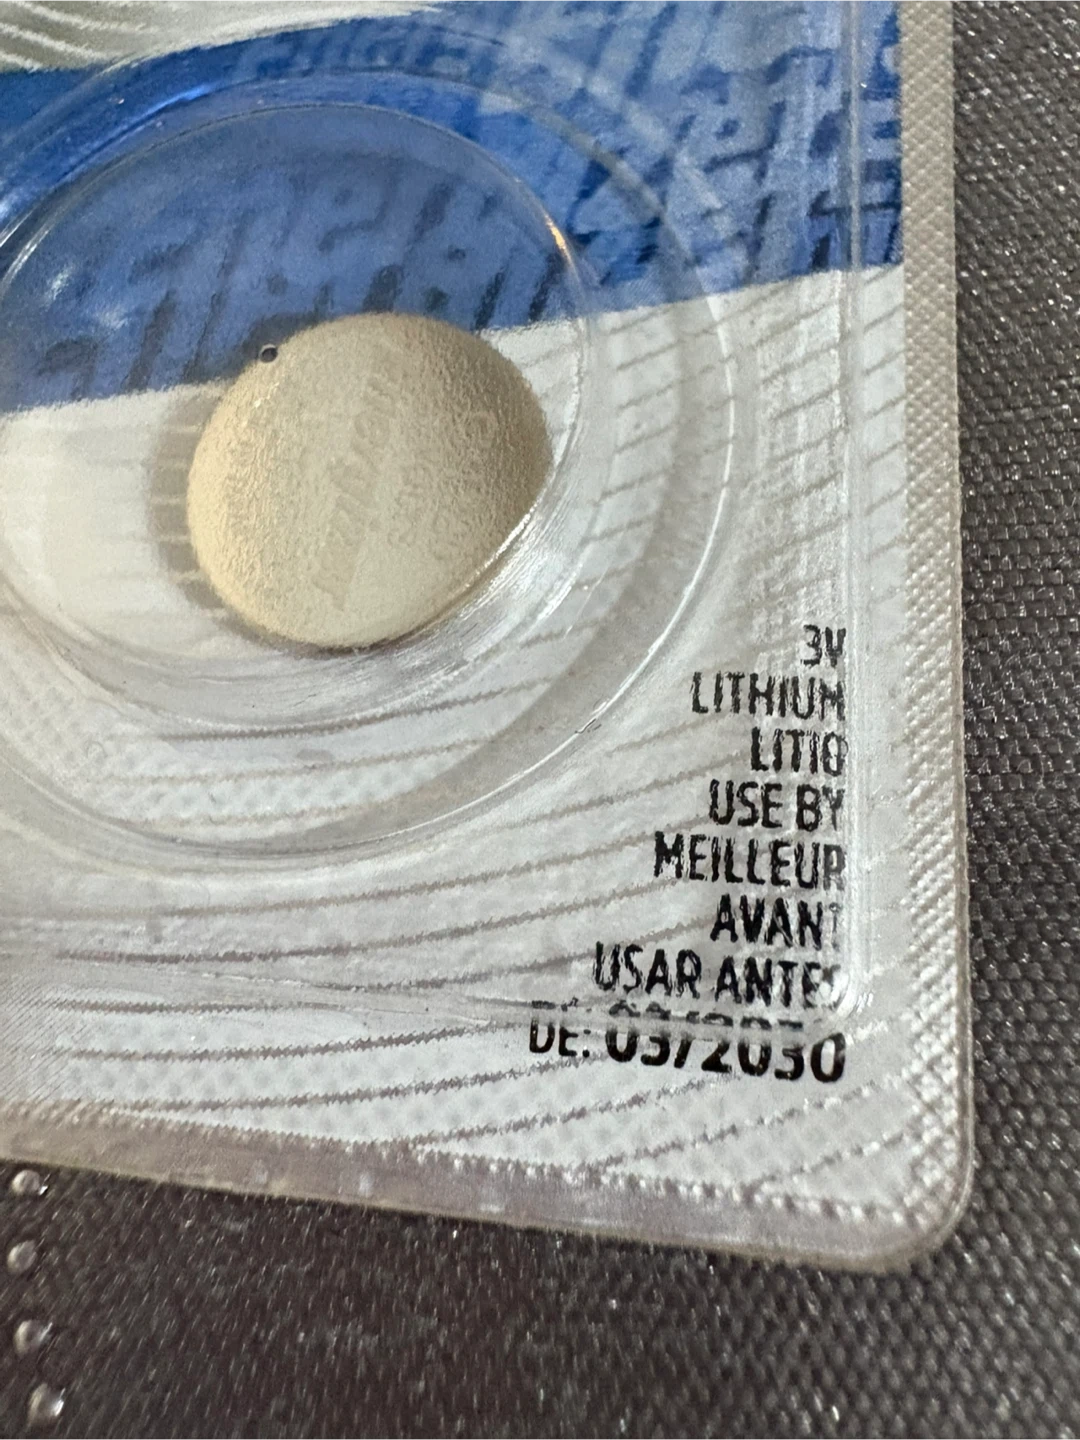 3V
LITHIUM
LITIO
USE BY
MEILLEUR
AVANT
USAR ANTES
DE: 03/2030